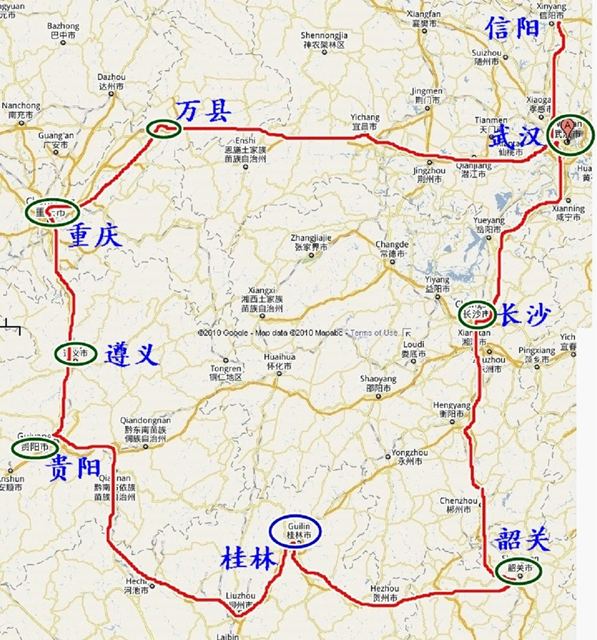 Bazhong
巴中市
Xiangfan
襄樊市
Xinyang
信阳市
信阳
Shennongjia
神农架林区
Suizhou
随州市
Dazhou
达州市
Nanchong
南充市
Guang'an
广安市
万县
Yichang
宜昌市
Jingmen
荆门市
Tianmen
Xiaoga
孝感市
武汉
A
Enshi
恩施土家族
苗族自治州
Jingzhou
荆州市
Qianjiang
潜江市
仙桃市
Xianning
咸宁市
重庆
Yueyang
岳阳市
Zhangjiajie
张家界市
Changde
常德市
Yiyang
益阳市
Xiangxi
湘西土家族
苗族自治州
长沙市
长沙
©2010 Google - Map data ©2010 Mapabc - Terms of Use
遵义
Loudi
娄底市
Pingxiang
萍乡市
Tongren
铜仁地区
Huaihua
怀化市
Shaoyang
邵阳市
Hengyang
衡阳市
Qiandongnan
黔东南苗族
侗族自治州
贵阳市
贵阳
Yongzhou
永州市
Chenzhou
郴州市
Guilin
桂林市
桂林
韶关
韶关市
Hechi
河池市
Liuzhou
柳州市
Hezhou
贺州市
Laibin